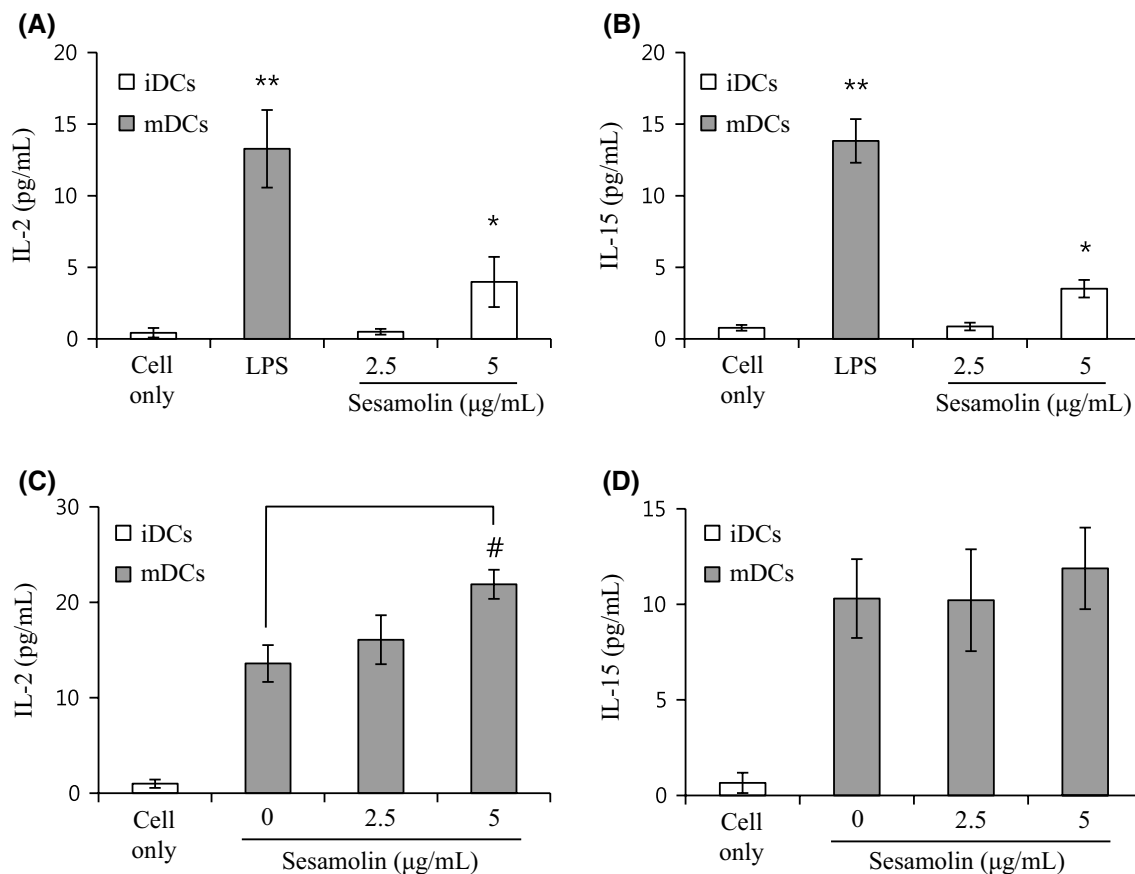 (A)
20
15
10
5
0
IL-2 (pg/mL)
iDCs
mDCs
**
*
Cell
only
LPS
2.5
5
Sesamolin (μg/mL)
(B)
20
15
10
5
0
IL-15 (pg/mL)
iDCs
mDCs
**
*
Cell
only
LPS
2.5
5
Sesamolin (μg/mL)
(C)
30
20
10
0
IL-2 (pg/mL)
iDCs
mDCs
#
Cell
only
0
2.5
5
Sesamolin (μg/mL)
(D)
15
10
5
0
IL-15 (pg/mL)
iDCs
mDCs
Cell
only
0
2.5
5
Sesamolin (μg/mL)